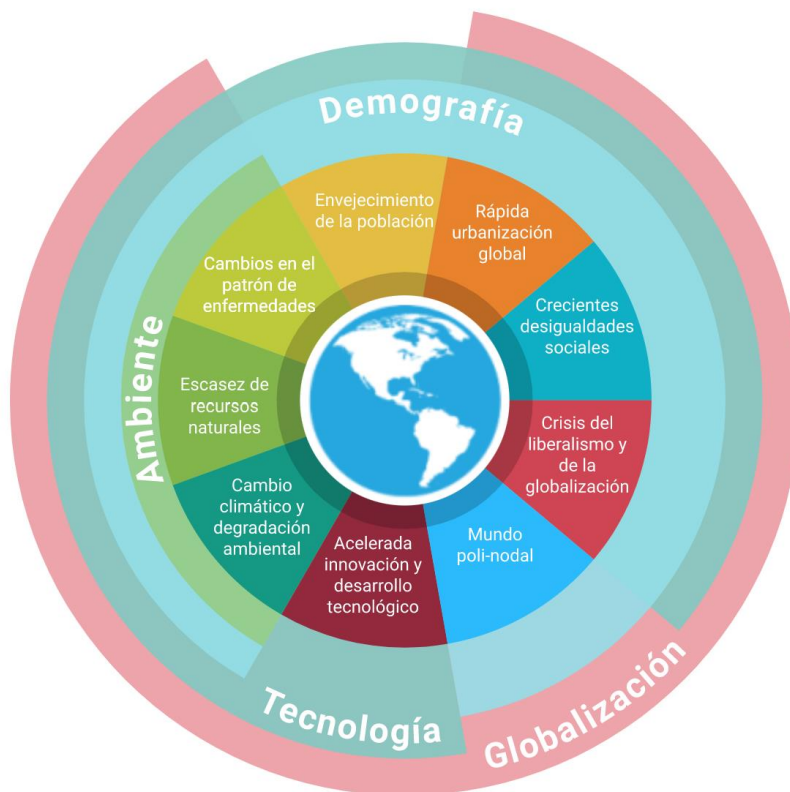 Demografía
Envejecimiento
de la población
Rápida
urbanización
global
Crecientes
desigualdades
sociales
Crisis del
liberalismo y
de la
globalización
Mundo
poli-nodal
Acelerada
innovación y
desarrollo
tecnológico
Cambio
climático y
degradación
ambiental
Escasez de
recursos
naturales
Cambios en el
patrón de
enfermedades
Ambiente
Tecnología
Globalización